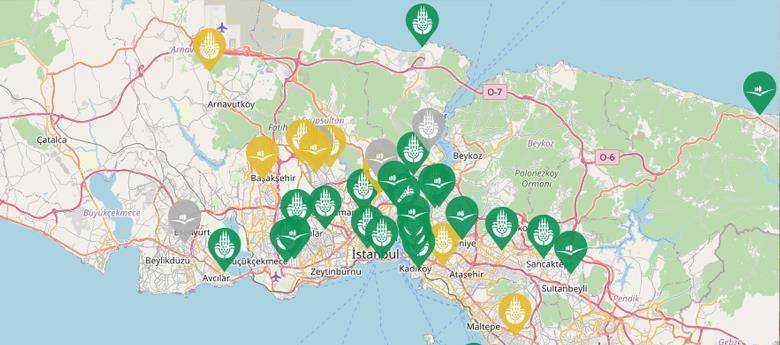 O-7
Arnavutköy
Çatalca
Beykoz
Beykoz
O-6
Polonezköy
Ormanı
Başakşehir
Büyükçekmece
Beylikdüzü
Avcılar
Zeytinburnu
İstanbul
Kadıköy
Ataşehir
Sultanbeyli
Pendik
Maltepe
Gebze